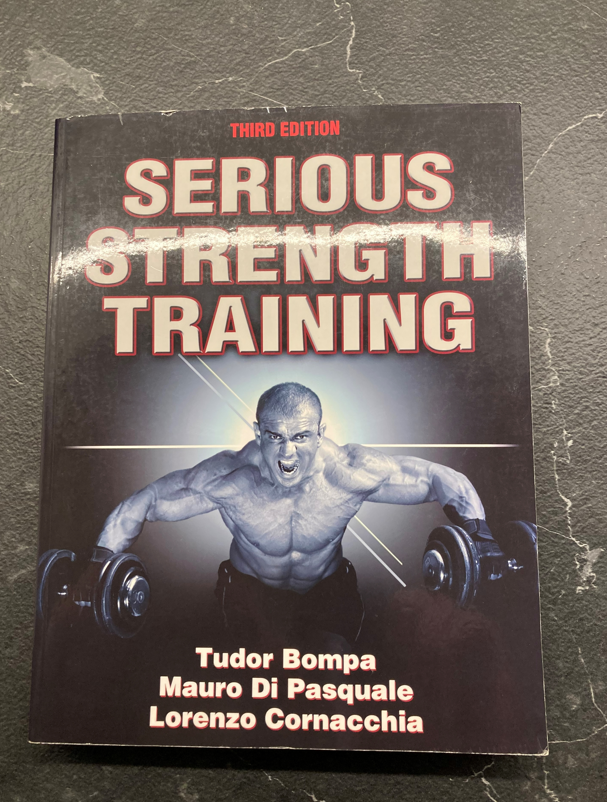 THIRD EDITION
SERIOUS
STRENGTH
TRAINING
Tudor Bompa
Mauro Di Pasquale
Lorenzo Cornacchia